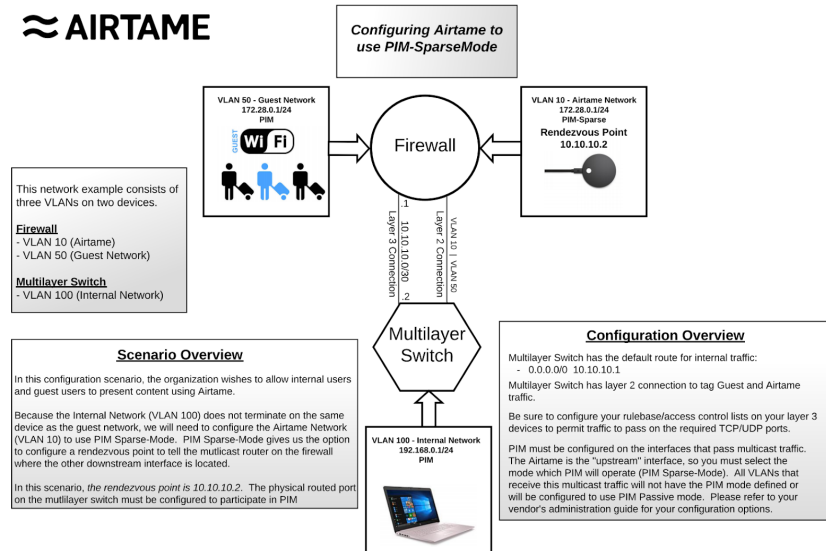 AIRTAME
Configuring Airtame to
use PIM-SparseMode
VLAN 50 - Guest Network
172.28.0.1/24
PIM
GUEST
Wi Fi
Firewall
VLAN 10 - Airtame Network
172.28.0.1/24
PIM-Sparse
Rendezvous Point
10.10.10.2
This network example consists of
three VLANs on two devices.
Firewall
- VLAN 10 (Airtame)
- VLAN 50 (Guest Network)
Multilayer Switch
- VLAN 100 (Internal Network)
.1
10.10.10.0/30
.2
Layer 3 Connection
VLAN 10 | VLAN 50
Layer 2 Connection
Multilayer
Switch
Scenario Overview
In this configuration scenario, the organization wishes to allow internal users
and guest users to present content using Airtame.
Because the Internal Network (VLAN 100) does not terminate on the same
device as the guest network, we will need to configure the Airtame Network
(VLAN 10) to use PIM Sparse-Mode. PIM Sparse-Mode gives us the option
to configure a rendezvous point to tell the mutlicast router on the firewall
where the other downstream interface is located.
In this scenario, the rendezvous point is 10.10.10.2. The physical routed port
on the mutlilayer switch must be configured to participate in PIM
VLAN 100 - Internal Network
192.168.0.1/24
PIM
Configuration Overview
Multilayer Switch has the default route for internal traffic:
- 0.0.0.0/0 10.10.10.1
Multilayer Switch has layer 2 connection to tag Guest and Airtame
traffic.
Be sure to configure your rulebase/access control lists on your layer 3
devices to permit traffic to pass on the required TCP/UDP ports.
PIM must be configured on the interfaces that pass multicast traffic.
The Airtame is the "upstream" interface, so you must select the
mode which PIM will operate (PIM Sparse-Mode). All VLANs that
receive this multicast traffic will not have the PIM mode defined or
will be configured to use PIM Passive mode. Please refer to your
vendor's administration guide for your configuration options.